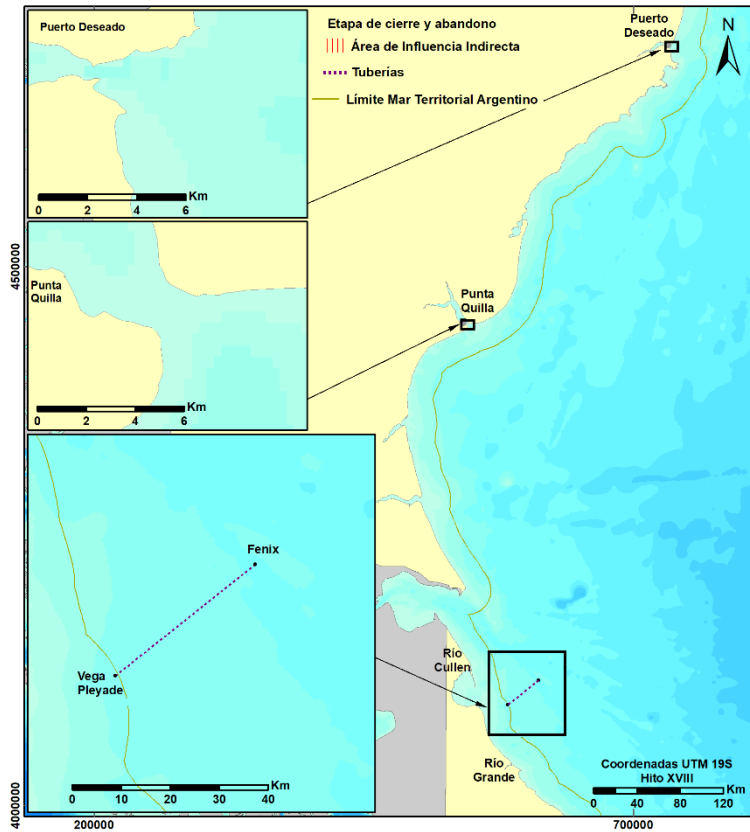 Puerto Deseado
Km
0 2 4 6
Etapa de cierre y abandono
Área de Influencia Indirecta
Tuberías
Límite Mar Territorial Argentino
Puerto
Deseado
N
4500000
Punta
Quilla
Km
0 2 4 6
Punta
Quilla
Fenix
Vega
Pleyade
Km
0 10 20 30 40
Río
Cullen
Río
Grande
Coordenadas UTM 19S
Hito XVIII
Km
0 20 40 80 120
4000000
200000
700000